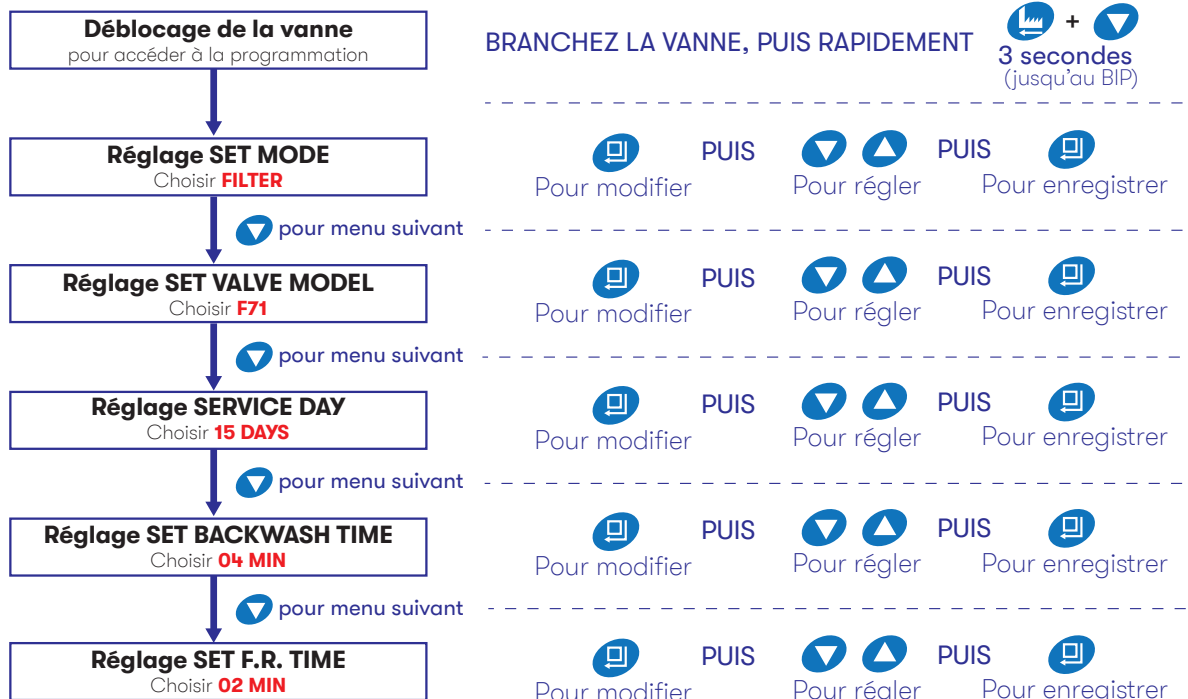 Déblocage de la vanne
pour accéder à la programmation
BRANCHEZ LA VANNE, PUIS RAPIDEMENT
+
3 secondes
(jusqu'au BIP)
Réglage SET MODE
Choisir FILTER
PUIS PUIS
Pour modifier Pour régler Pour enregistrer
pour menu suivant
Réglage SET VALVE MODEL
Choisir F71
PUIS PUIS
Pour modifier Pour régler Pour enregistrer
pour menu suivant
Réglage SERVICE DAY
Choisir 15 DAYS
PUIS PUIS
Pour modifier Pour régler Pour enregistrer
pour menu suivant
Réglage SET BACKWASH TIME
Choisir 04 MIN
PUIS PUIS
Pour modifier Pour régler Pour enregistrer
pour menu suivant
Réglage SET F.R. TIME
Choisir 02 MIN
PUIS PUIS
Pour modifier Pour régler Pour enregistrer